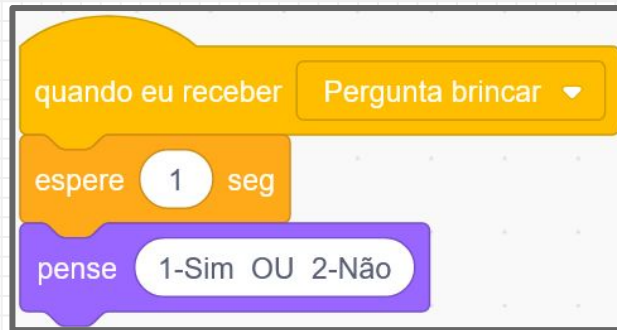 quando eu receber Pergunta brincar
espere 1 seg
pense 1-Sim OU 2-Não